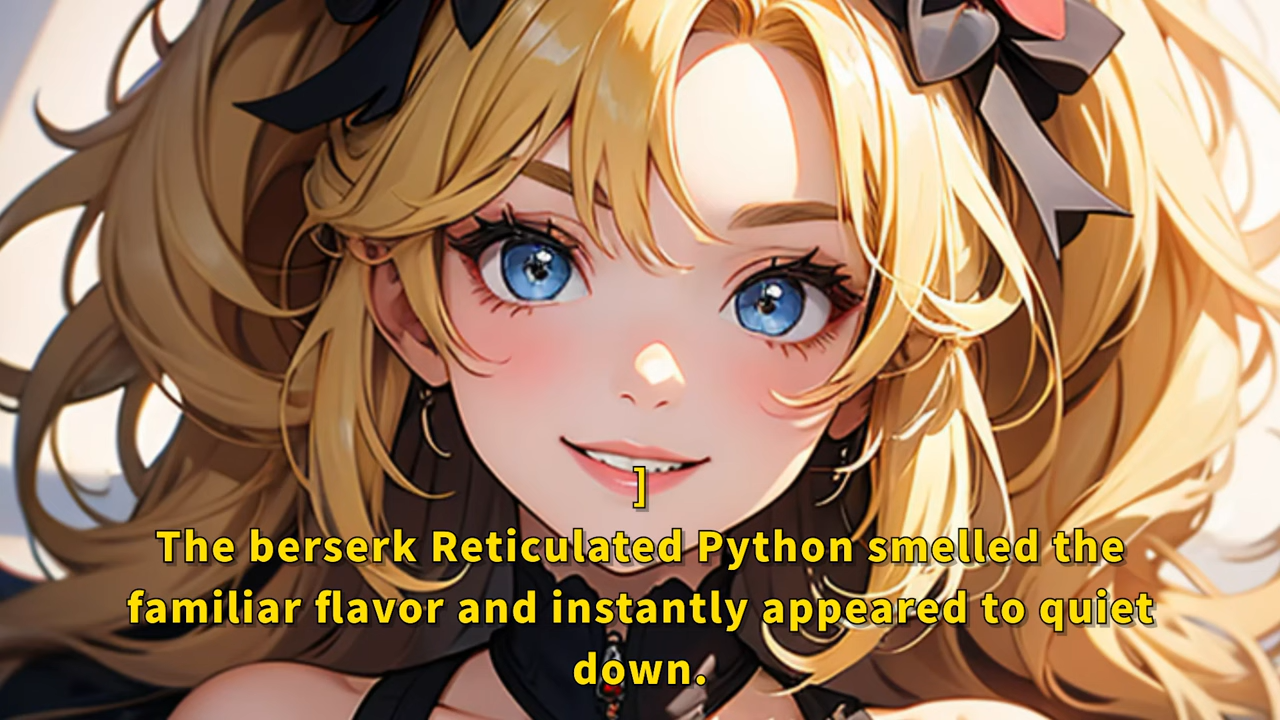 ]
The berserk Reticulated Python smelled the
familiar flavor and instantly appeared to quiet
down.